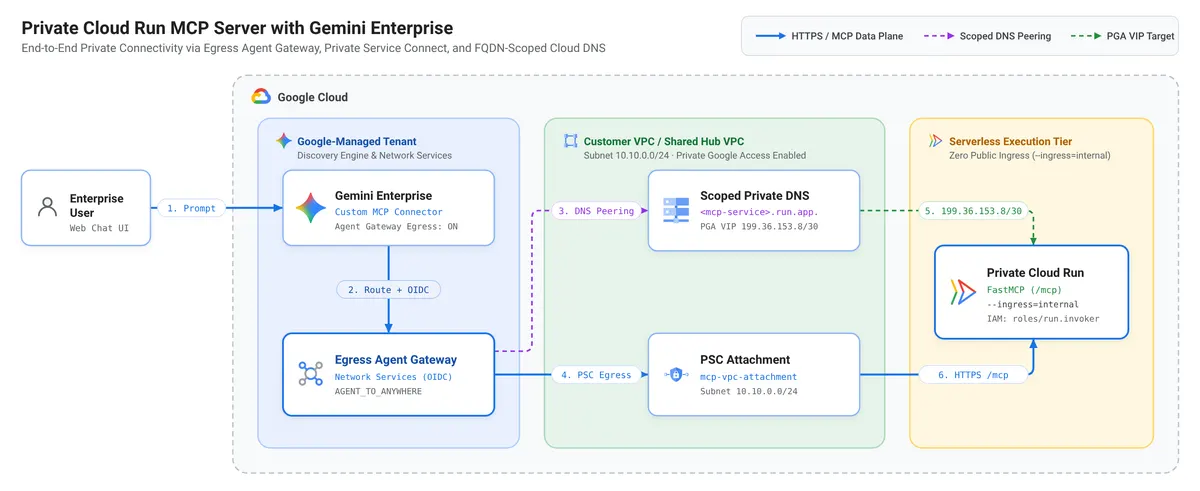 Private Cloud Run MCP Server with Gemini Enterprise
End-to-End Private Connectivity via Egress Agent Gateway, Private Service Connect, and FQDN-Scoped Cloud DNS
HTTPS / MCP Data Plane
Scoped DNS Peering
PGA VIP Target
Google Cloud
Google-Managed Tenant
Discovery Engine & Network Services
Customer VPC / Shared Hub VPC
Subnet 10.10.0.0/24 · Private Google Access Enabled
Serverless Execution Tier
Zero Public Ingress (--ingress=internal)
Enterprise
User
Web Chat UI
1. Prompt
Gemini Enterprise
Custom MCP Connector
Agent Gateway Egress: ON
2. Route + OIDC
Egress Agent Gateway
Network Services (OIDC)
AGENT_TO_ANYWHERE
3. DNS Peering
Scoped Private DNS
<mcp-service>.run.app.
PGA VIP 199.36.153.8/30
4. PSC Egress
PSC Attachment
mcp-vpc-attachment
Subnet 10.10.0.0/24
5. 199.36.153.8/30
Private Cloud Run
FastMCP (/mcp)
--ingress=internal
IAM: roles/run.invoker
6. HTTPS /mcp